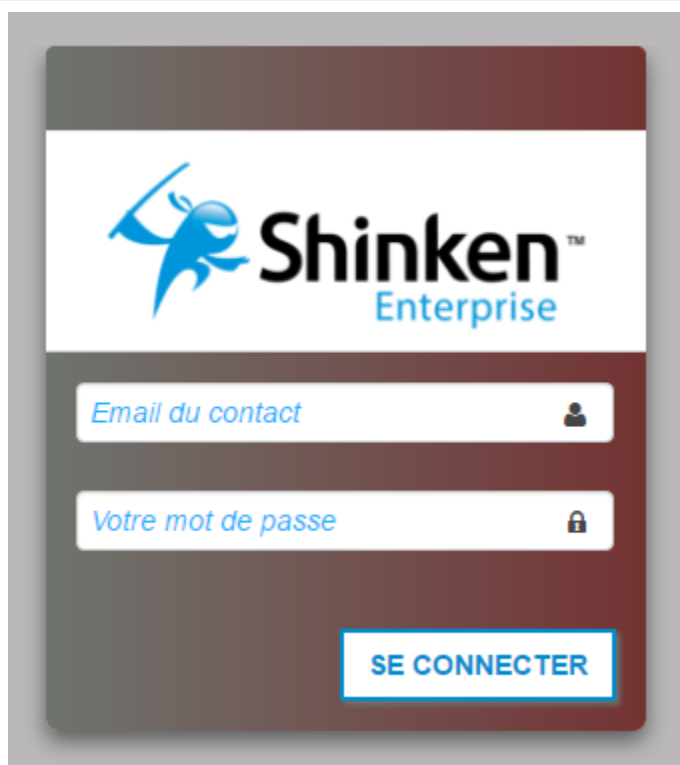 Shinken™
Enterprise
Email du contact
Votre mot de passe
SE CONNECTER